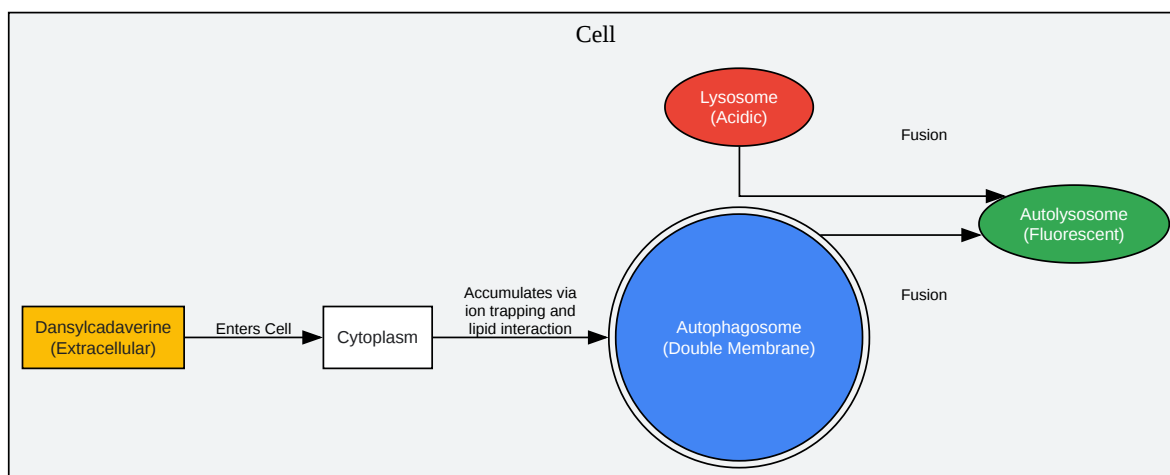 Cell
Lysosome
(Acidic)
Fusion
Autolysosome
(Fluorescent)
Fusion
Accumulates via
ion trapping and
lipid interaction
Dansylcadaverine
(Extracellular)
Enters Cell
Cytoplasm
Autophagosome
(Double Membrane)